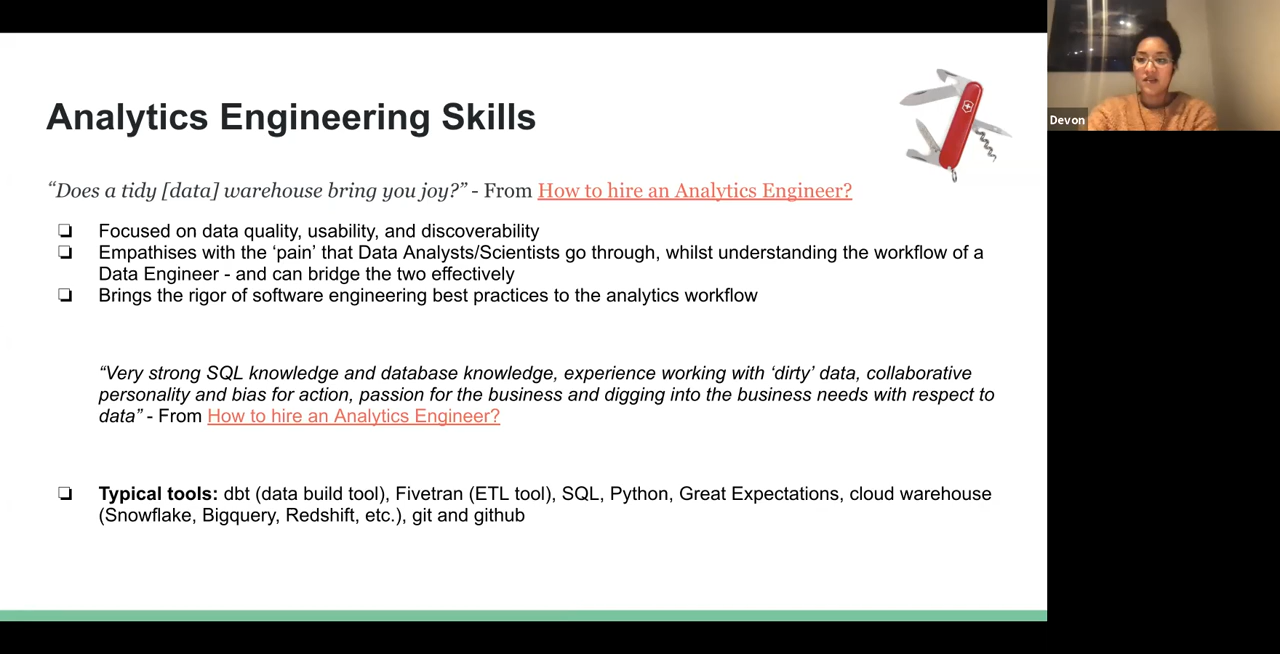 Analytics Engineering Skills
“Does a tidy [data] warehouse bring you joy?” - From How to hire an Analytics Engineer?
❏ Focused on data quality, usability, and discoverability
❏ Empathises with the ‘pain’ that Data Analysts/Scientists go through, whilst understanding the workflow of a
Data Engineer - and can bridge the two effectively
❏ Brings the rigor of software engineering best practices to the analytics workflow
“Very strong SQL knowledge and database knowledge, experience working with ‘dirty’ data, collaborative
personality and bias for action, passion for the business and digging into the business needs with respect to
data” - From How to hire an Analytics Engineer?
❏ Typical tools: dbt (data build tool), Fivetran (ETL tool), SQL, Python, Great Expectations, cloud warehouse
(Snowflake, Bigquery, Redshift, etc.), git and github
Devon